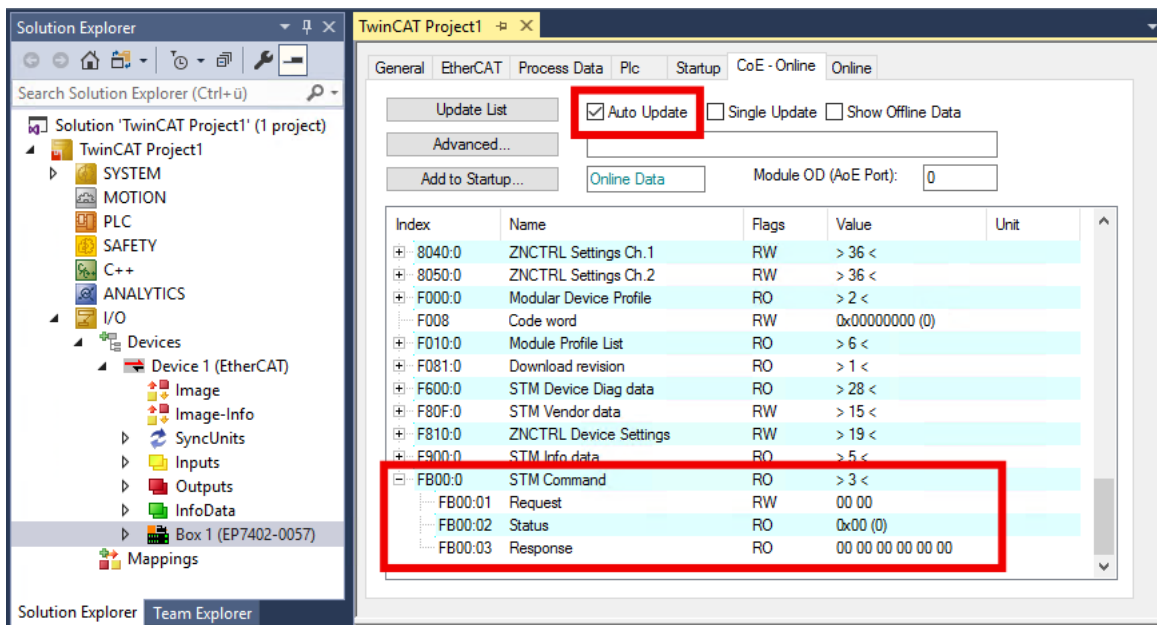 Solution Explorer
Search Solution Explorer (Ctrl+ü)
Solution 'TwinCAT Project1' (1 project)
TwinCAT Project1
SYSTEM
MOTION
PLC
SAFETY
C++
ANALYTICS
I/O
Devices
Device 1 (EtherCAT)
Image
Image-Info
SyncUnits
Inputs
Outputs
InfoData
Box 1 (EP7402-0057)
Mappings
Solution Explorer Team Explorer
TwinCAT Project1
General EtherCAT Process Data Plc Startup CoE - Online Online
Update List Auto Update Single Update Show Offline Data
Advanced...
Add to Startup... Online Data Module OD (AoE Port): 0
Index Name Flags Value Unit
8040:0 ZNCTRL Settings Ch.1 RW > 36 <
8050:0 ZNCTRL Settings Ch.2 RW > 36 <
F000:0 Modular Device Profile RO > 2 <
F008 Code word RW 0x00000000 (0)
F010:0 Module Profile List RO > 6 <
F081:0 Download revision RO > 1 <
F600:0 STM Device Diag data RO > 28 <
F80F:0 STM Vendor data RW > 15 <
F810:0 ZNCTRL Device Settings RW > 19 <
F900:0 STM Info data RO > 5 <
FB00:0 STM Command RO > 3 <
FB00:01 Request RW 00 00
FB00:02 Status RO 0x00 (0)
FB00:03 Response RO 00 00 00 00 00 00